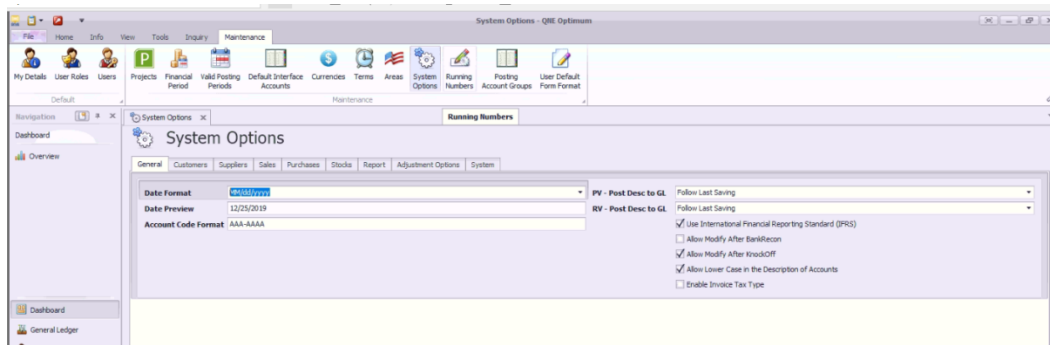 System Options - QNE Optimum
File Home Info View Tools Inquiry Maintenance
My Details User Roles Users Projects Financial Period Valid Posting Periods Default Interface Accounts Currencies Terms Areas System Options Running Numbers Posting Account Groups User Default Form Format
Default Maintenance
Navigation System Options Running Numbers
Dashboard System Options
Overview
General Customers Suppliers Sales Purchases Stocks Report Adjustment Options System
Date Format MM/dd/yyyy PV - Post Desc to GL Follow Last Saving
Date Preview 12/25/2019 RV - Post Desc to GL Follow Last Saving
Account Code Format AAA-AAAA Use International Financial Reporting Standard (IFRS)
Allow Modify After BankRecon
Allow Modify After KnockOff
Allow Lower Case in the Description of Accounts
Enable Invoice Tax Type
Dashboard
General Ledger